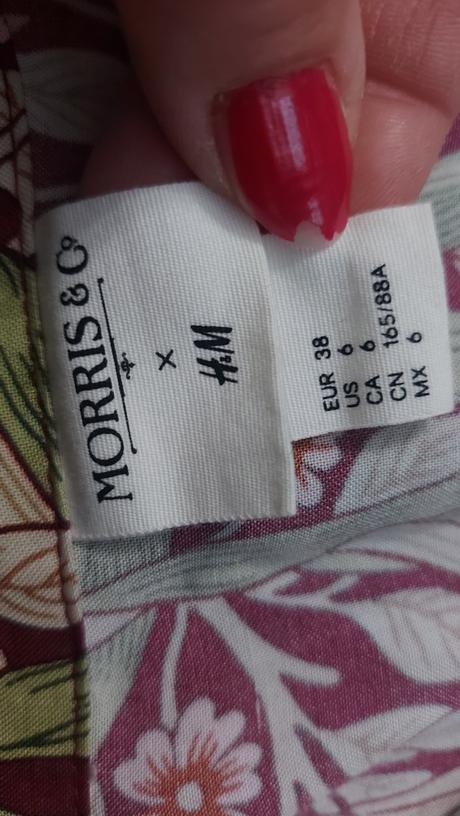 MORRIS & Co
×
H&M
EUR 38
US 6
CA 6
CN 165/88A
MX 6